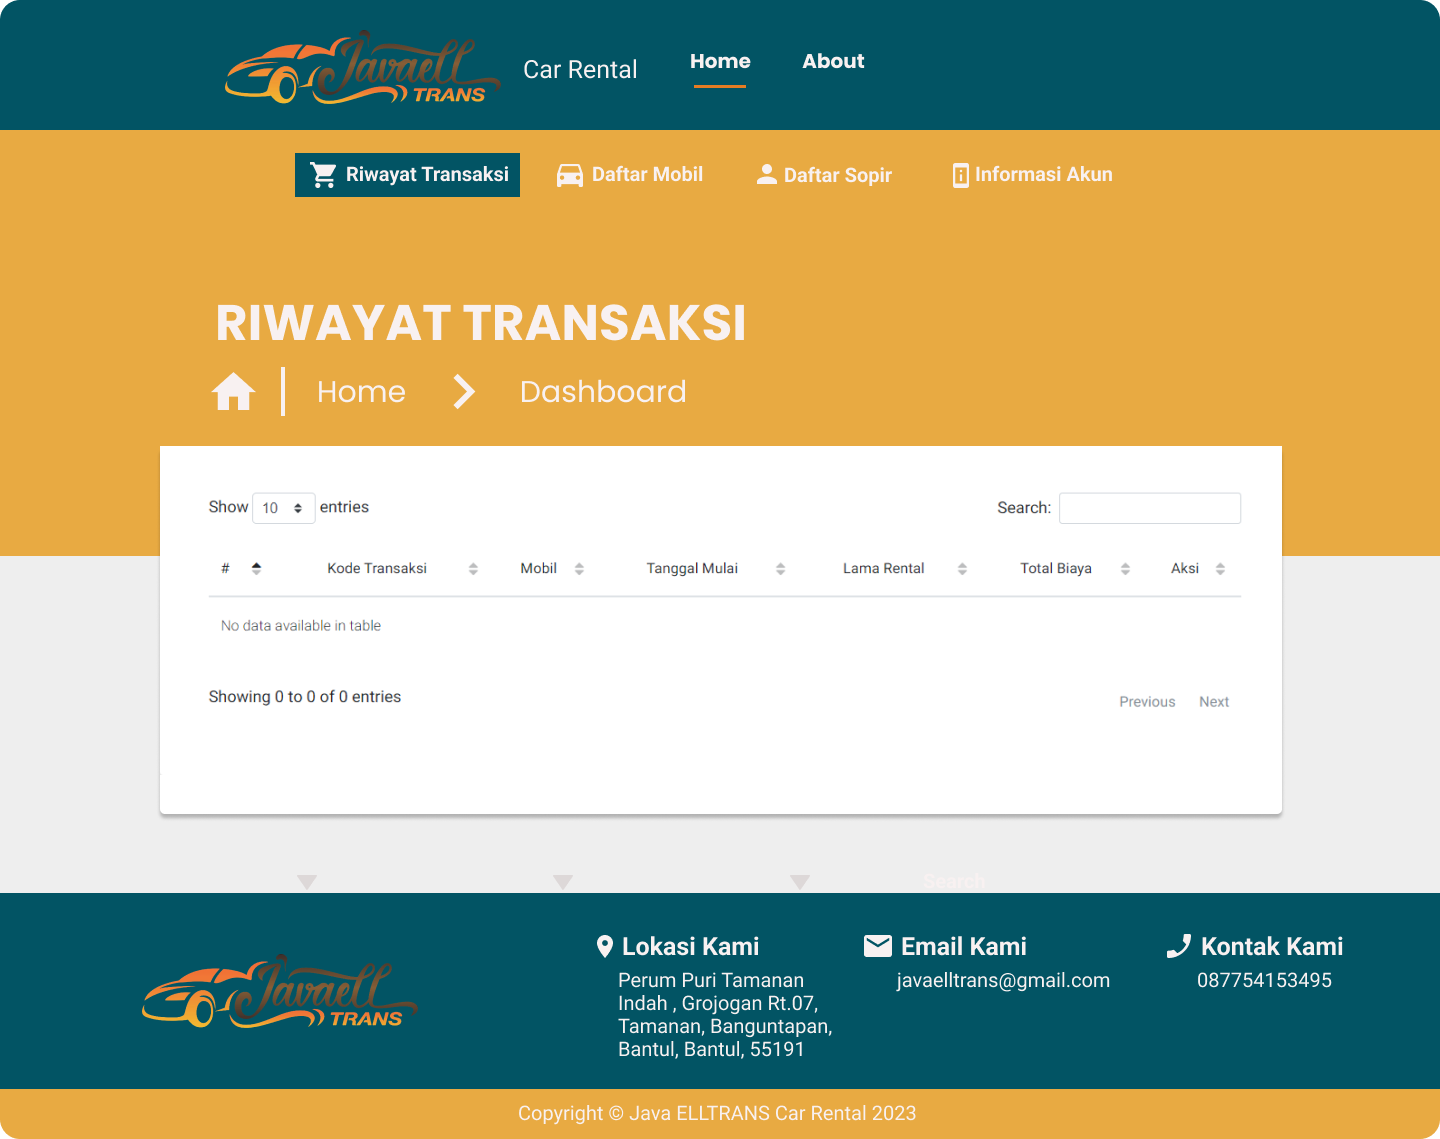 Javaell
TRANS
Car Rental
Home
About
Riwayat Transaksi
Daftar Mobil
Daftar Sopir
Informasi Akun
RIWAYAT TRANSAKSI
Home
Dashboard
Show 10 entries
Search:
# Kode Transaksi Mobil Tanggal Mulai Lama Rental Total Biaya Aksi
No data available in table
Showing 0 to 0 of 0 entries
Previous Next
Search
Javaell
TRANS
Lokasi Kami
Perum Puri Tamanan
Indah , Grojogan Rt.07,
Tamanan, Banguntapan,
Bantul, Bantul, 55191
Email Kami
javaelltrans@gmail.com
Kontak Kami
087754153495
Copyright © Java ELLTRANS Car Rental 2023